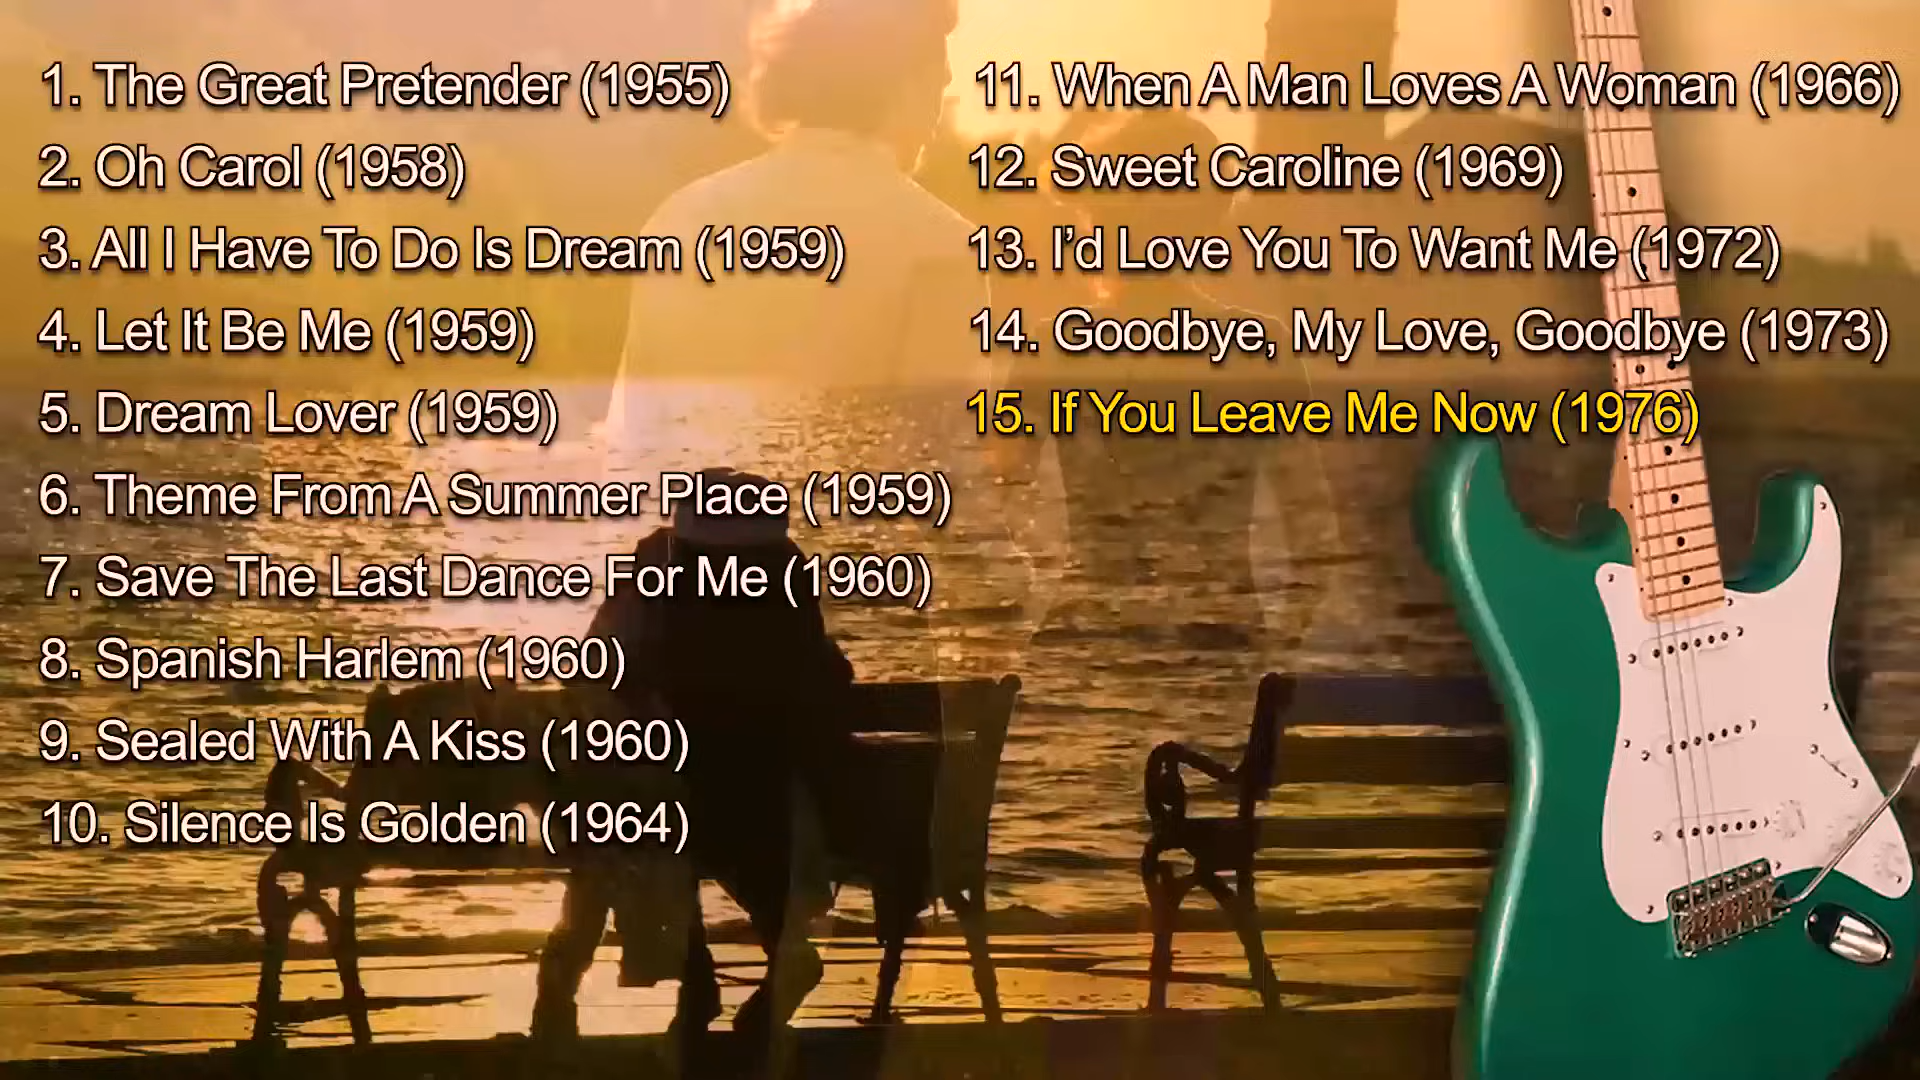 1. The Great Pretender (1955)
2. Oh Carol (1958)
3. All I Have To Do Is Dream (1959)
4. Let It Be Me (1959)
5. Dream Lover (1959)
6. Theme From A Summer Place (1959)
7. Save The Last Dance For Me (1960)
8. Spanish Harlem (1960)
9. Sealed With A Kiss (1960)
10. Silence Is Golden (1964)
11. When A Man Loves A Woman (1966)
12. Sweet Caroline (1969)
13. I’d Love You To Want Me (1972)
14. Goodbye, My Love, Goodbye (1973)
15. If You Leave Me Now (1976)